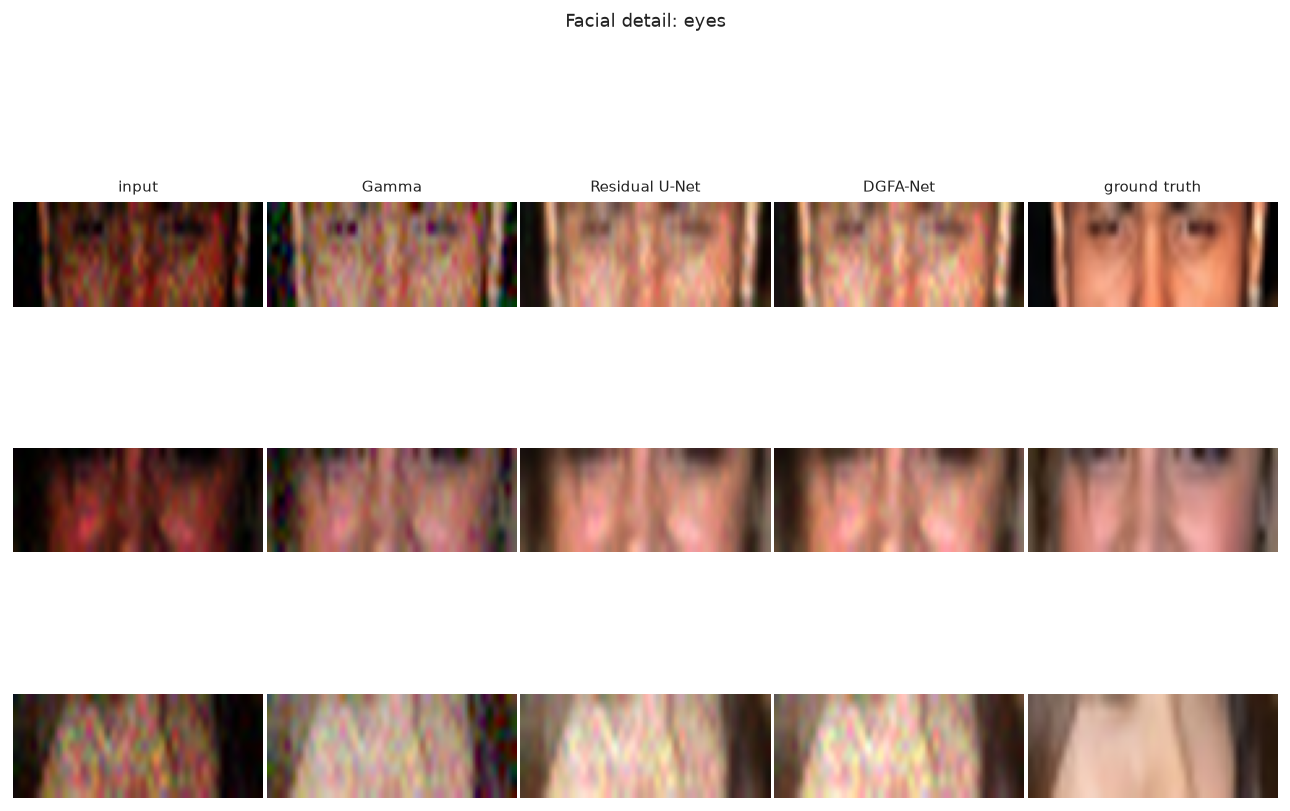 Facial detail: eyes
input Gamma Residual U-Net DGFA-Net ground truth